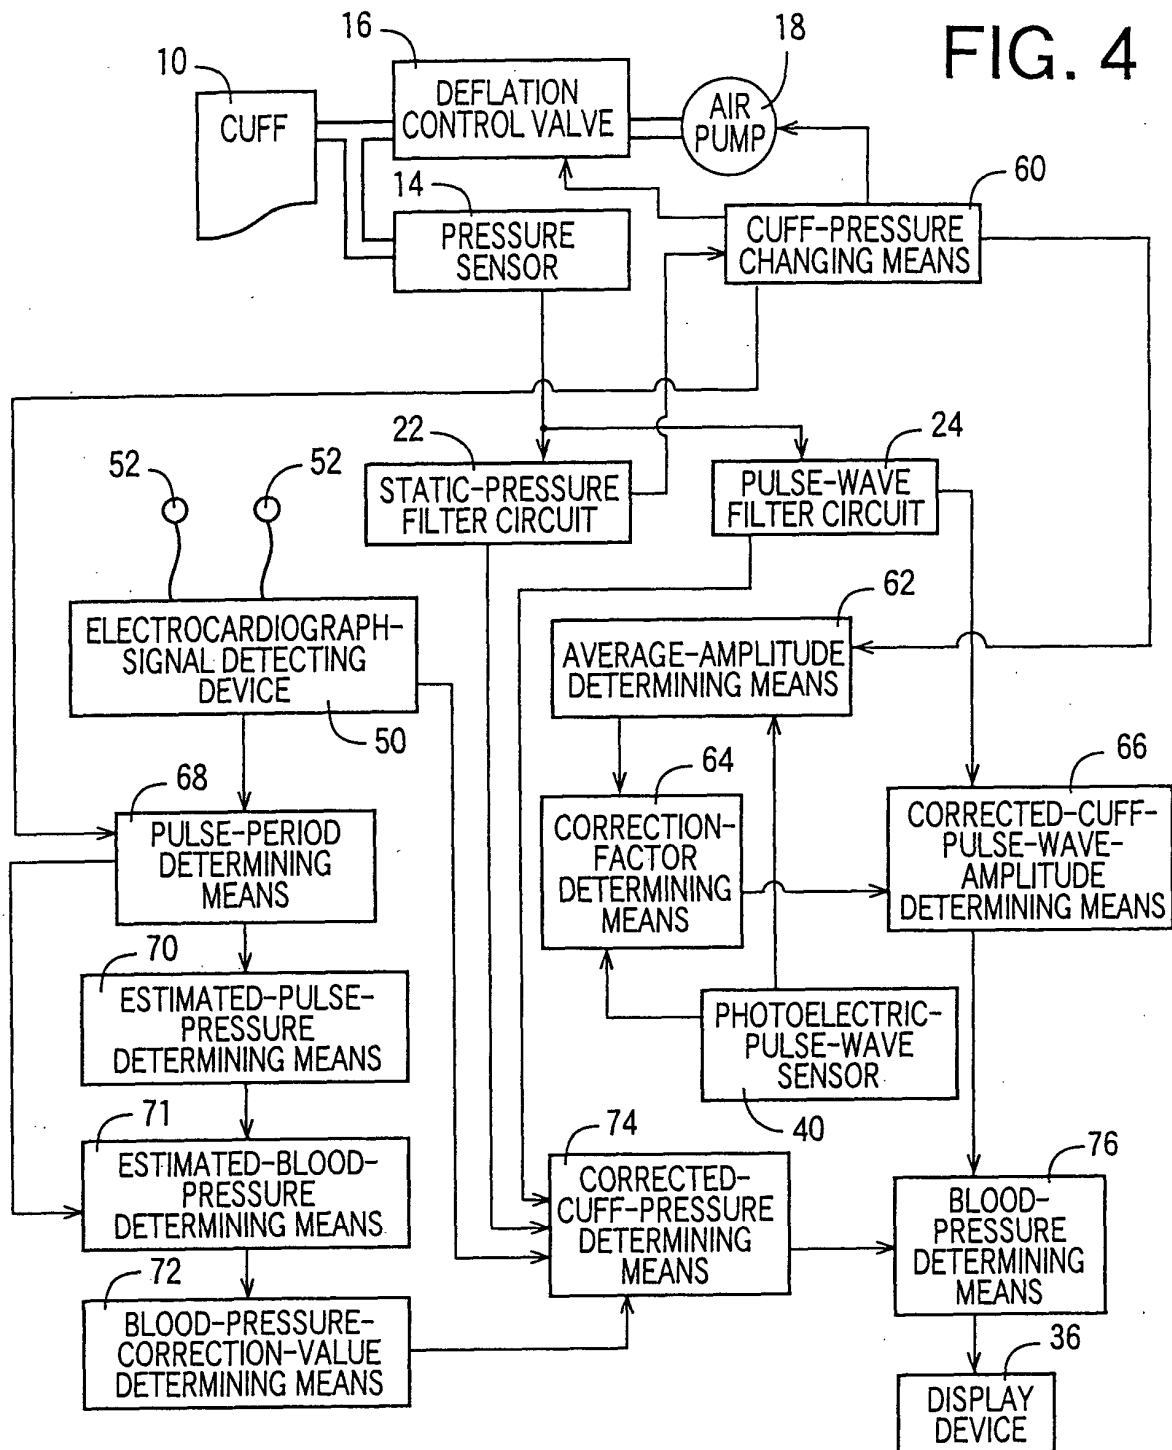 FIG. 4
16
18
10
DEFLATION
CONTROL VALVE
AIR
PUMP
CUFF
14
60
PRESSURE
SENSOR
CUFF-PRESSURE
CHANGING MEANS
22
24
52
52
STATIC-PRESSURE
FILTER CIRCUIT
PULSE-WAVE
FILTER CIRCUIT
62
ELECTROCARDIOGRAPH-
SIGNAL DETECTING
DEVICE
AVERAGE-AMPLITUDE
DETERMINING MEANS
50
64
66
68
PULSE-PERIOD
DETERMINING
MEANS
CORRECTION-
FACTOR
DETERMINING
MEANS
CORRECTED-CUFF-
PULSE-WAVE-
AMPLITUDE
DETERMINING MEANS
70
ESTIMATED-PULSE-
PRESSURE
DETERMINING MEANS
PHOTOELECTRIC-
PULSE-WAVE
SENSOR
40
71
74
76
ESTIMATED-BLOOD-
PRESSURE
DETERMINING MEANS
CORRECTED-
CUFF-PRESSURE
DETERMINING
MEANS
BLOOD-
PRESSURE
DETERMINING
MEANS
72
BLOOD-PRESSURE-
CORRECTION-VALUE
DETERMINING MEANS
36
DISPLAY
DEVICE